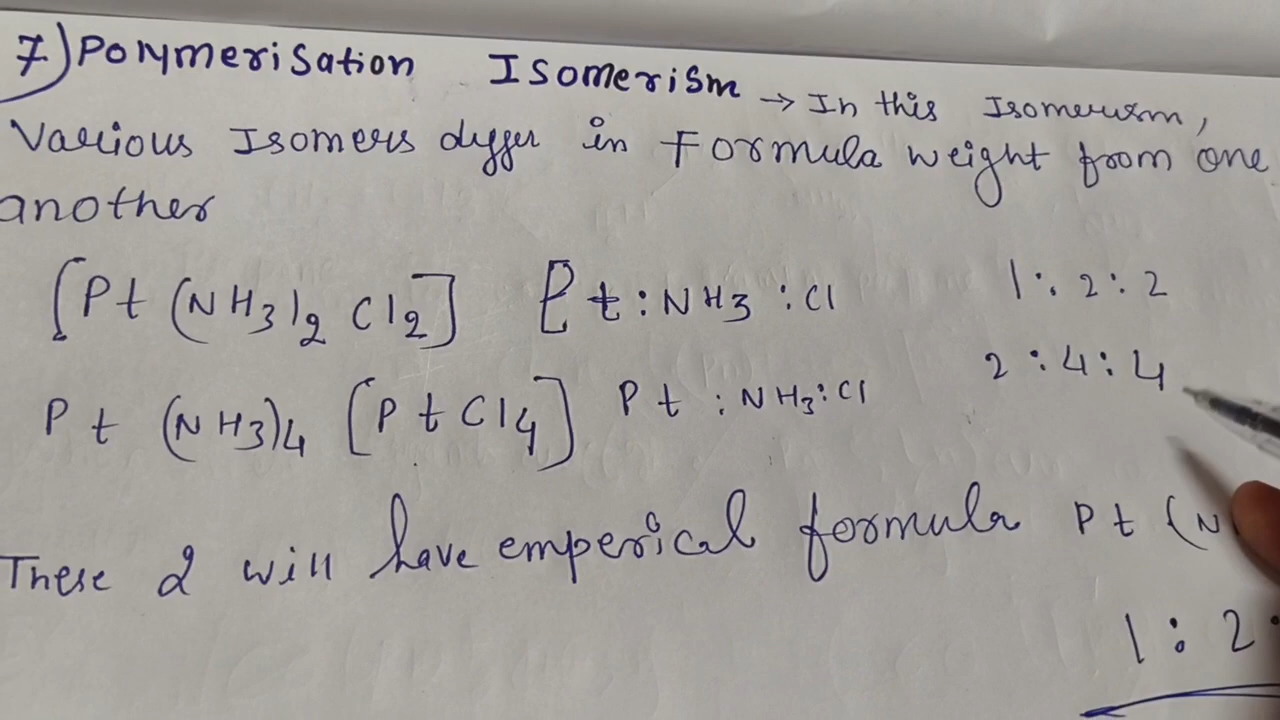 7) Polymerisation Isomerism → In this Isomerism,
Various Isomers differ in Formula weight from one
another
[Pt (NH3)2 Cl2] [Pt : NH3 : Cl 1 : 2 : 2
Pt (NH3)4 [PtCl4] Pt : NH3 : Cl 2 : 4 : 4
These 2 will have emperical formula Pt (N
1 : 2 :